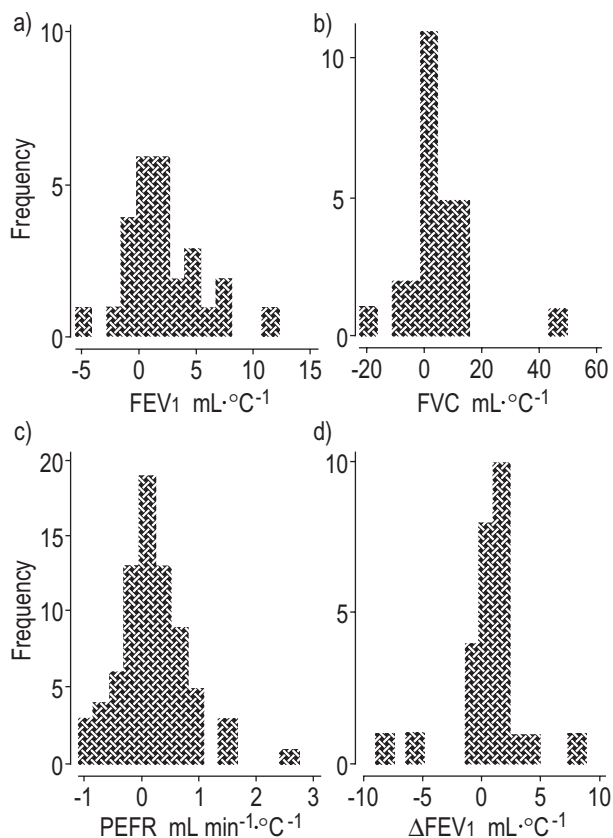 a)
10
5
0
Frequency
-5 0 5 10 15
FEV1 mL·°C-1
b)
10
5
0
-20 0 20 40 60
FVC mL·°C-1
c)
20
15
10
5
0
Frequency
-1 0 1 2 3
PEFR mL min-1·°C-1
d)
10
5
0
-10 -5 0 5 10
ΔFEV1 mL·°C-1